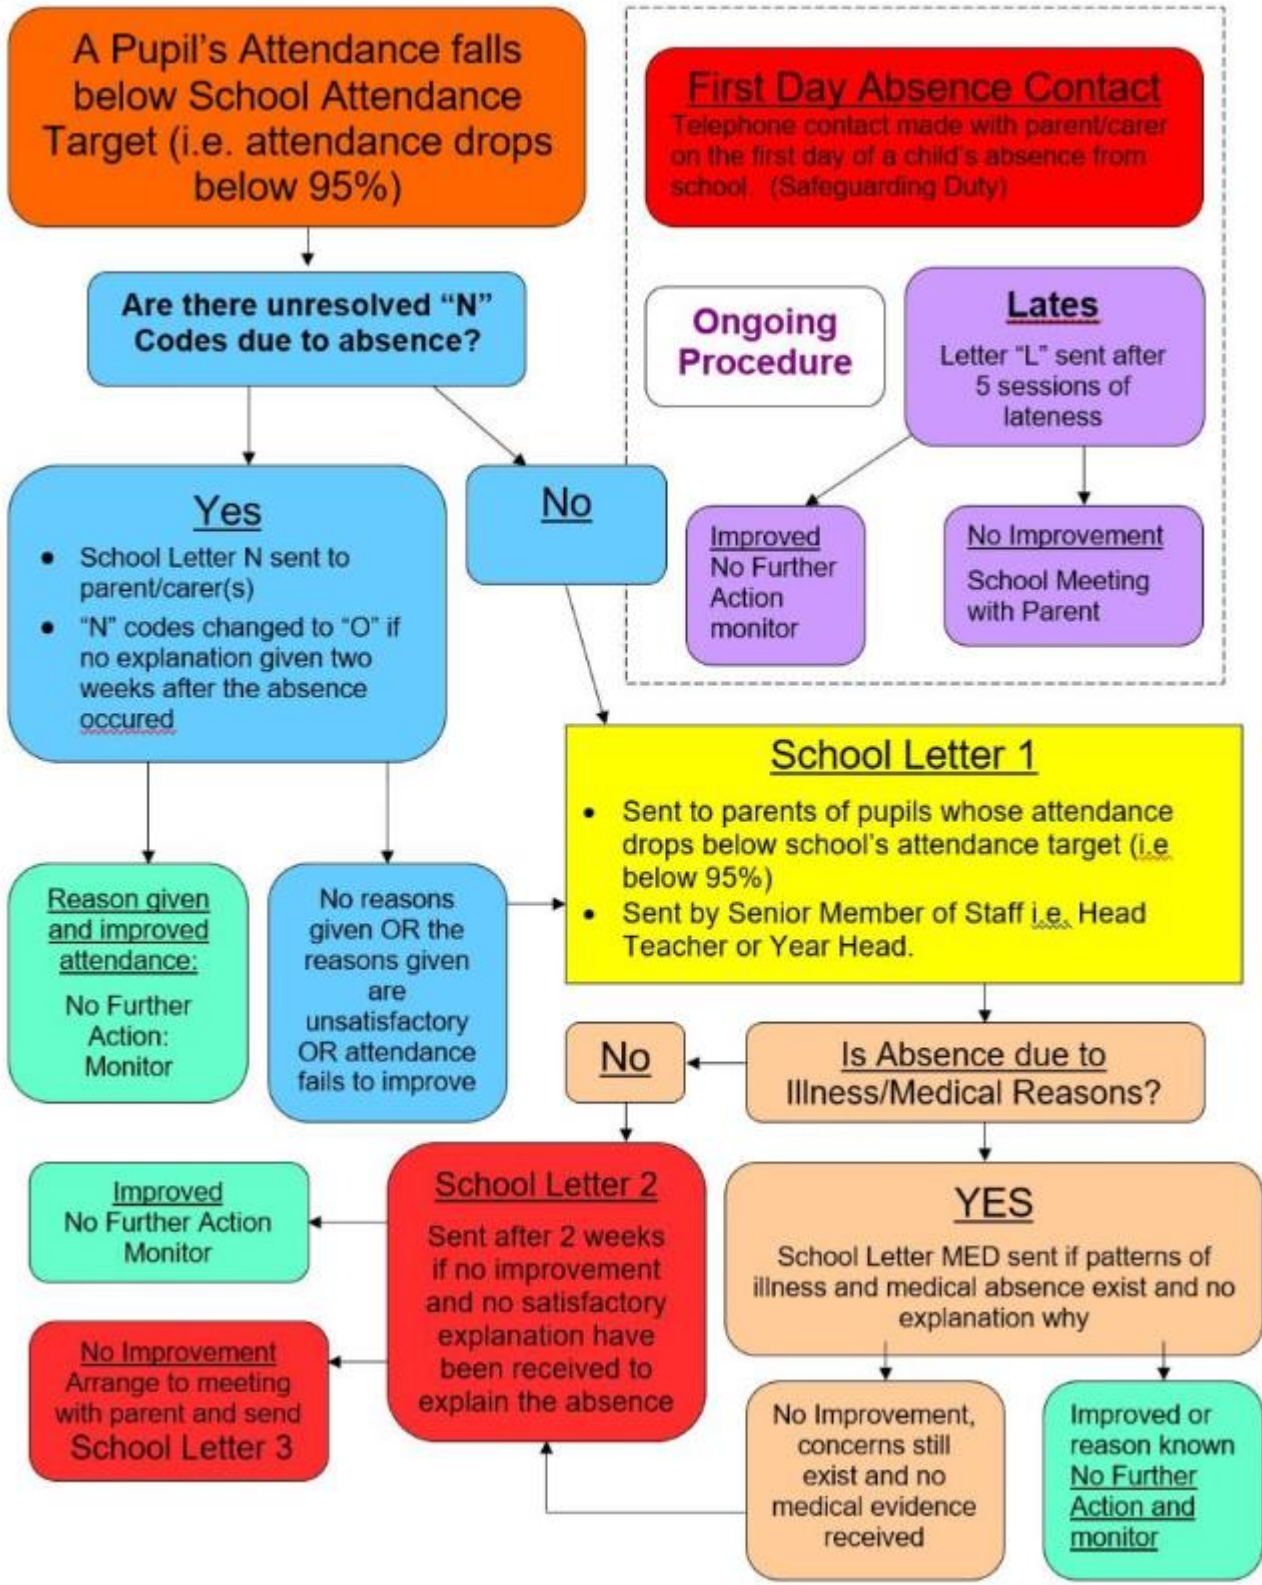 A Pupil's Attendance falls
below School Attendance
Target (i.e. attendance drops
below 95%)
First Day Absence Contact
Telephone contact made with parent/carer
on the first day of a child's absence from
school (Safeguarding Duty)
Are there unresolved “N”
Codes due to absence?
Ongoing
Procedure
Lates
Letter “L” sent after
5 sessions of
lateness
Yes
• School Letter N sent to
parent/carer(s)
• “N” codes changed to “O” if
no explanation given two
weeks after the absence
occured
No
Improved
No Further
Action
monitor
No Improvement
School Meeting
with Parent
School Letter 1
• Sent to parents of pupils whose attendance
drops below school's attendance target (i.e
below 95%)
• Sent by Senior Member of Staff i.e. Head
Teacher or Year Head.
Reason given
and improved
attendance:
No Further
Action:
Monitor
No reasons
given OR the
reasons given
are
unsatisfactory
OR attendance
fails to improve
No
Is Absence due to
Illness/Medical Reasons?
Improved
No Further Action
Monitor
School Letter 2
Sent after 2 weeks
if no improvement
and no satisfactory
explanation have
been received to
explain the absence
YES
School Letter MED sent if patterns of
illness and medical absence exist and no
explanation why
No Improvement
Arrange to meeting
with parent and send
School Letter 3
No Improvement,
concerns still
exist and no
medical evidence
received
Improved or
reason known
No Further
Action and
monitor